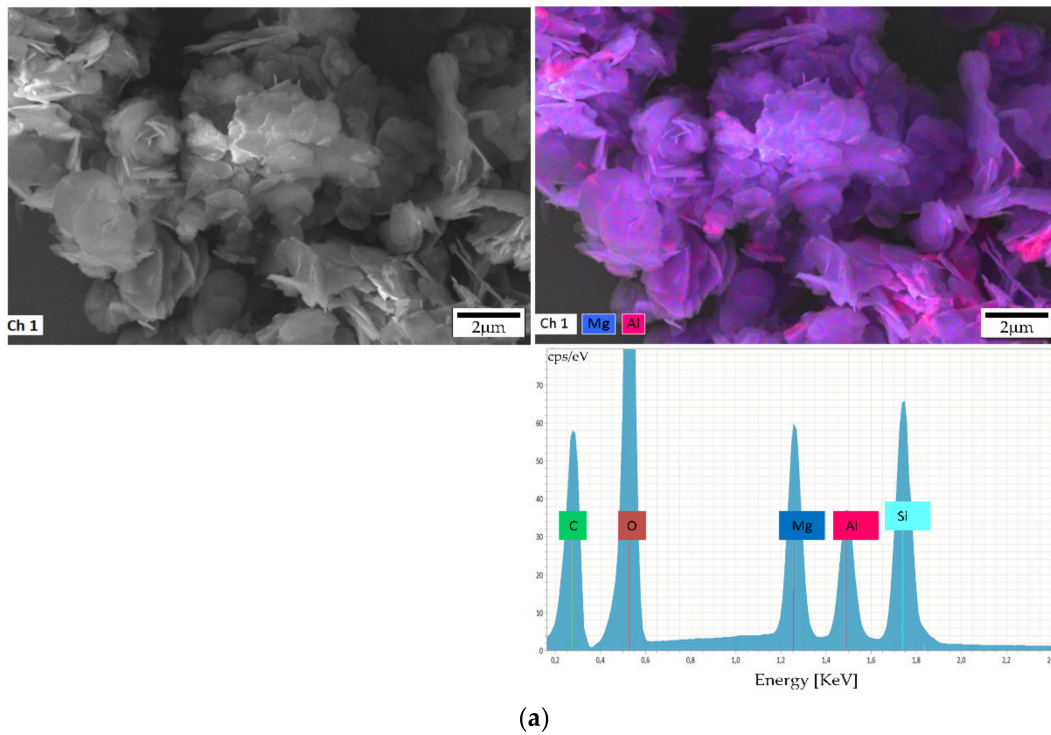 Ch 1
2μm
Ch 1 Mg Al
2μm
cps/eV
70
60
50
40
30
20
10
0
C
O
Mg
Al
Si
0,2 0,4 0,6 0,8 1,0 1,2 1,4 1,6 1,8 2,0 2,2
Energy [KeV]
(a)